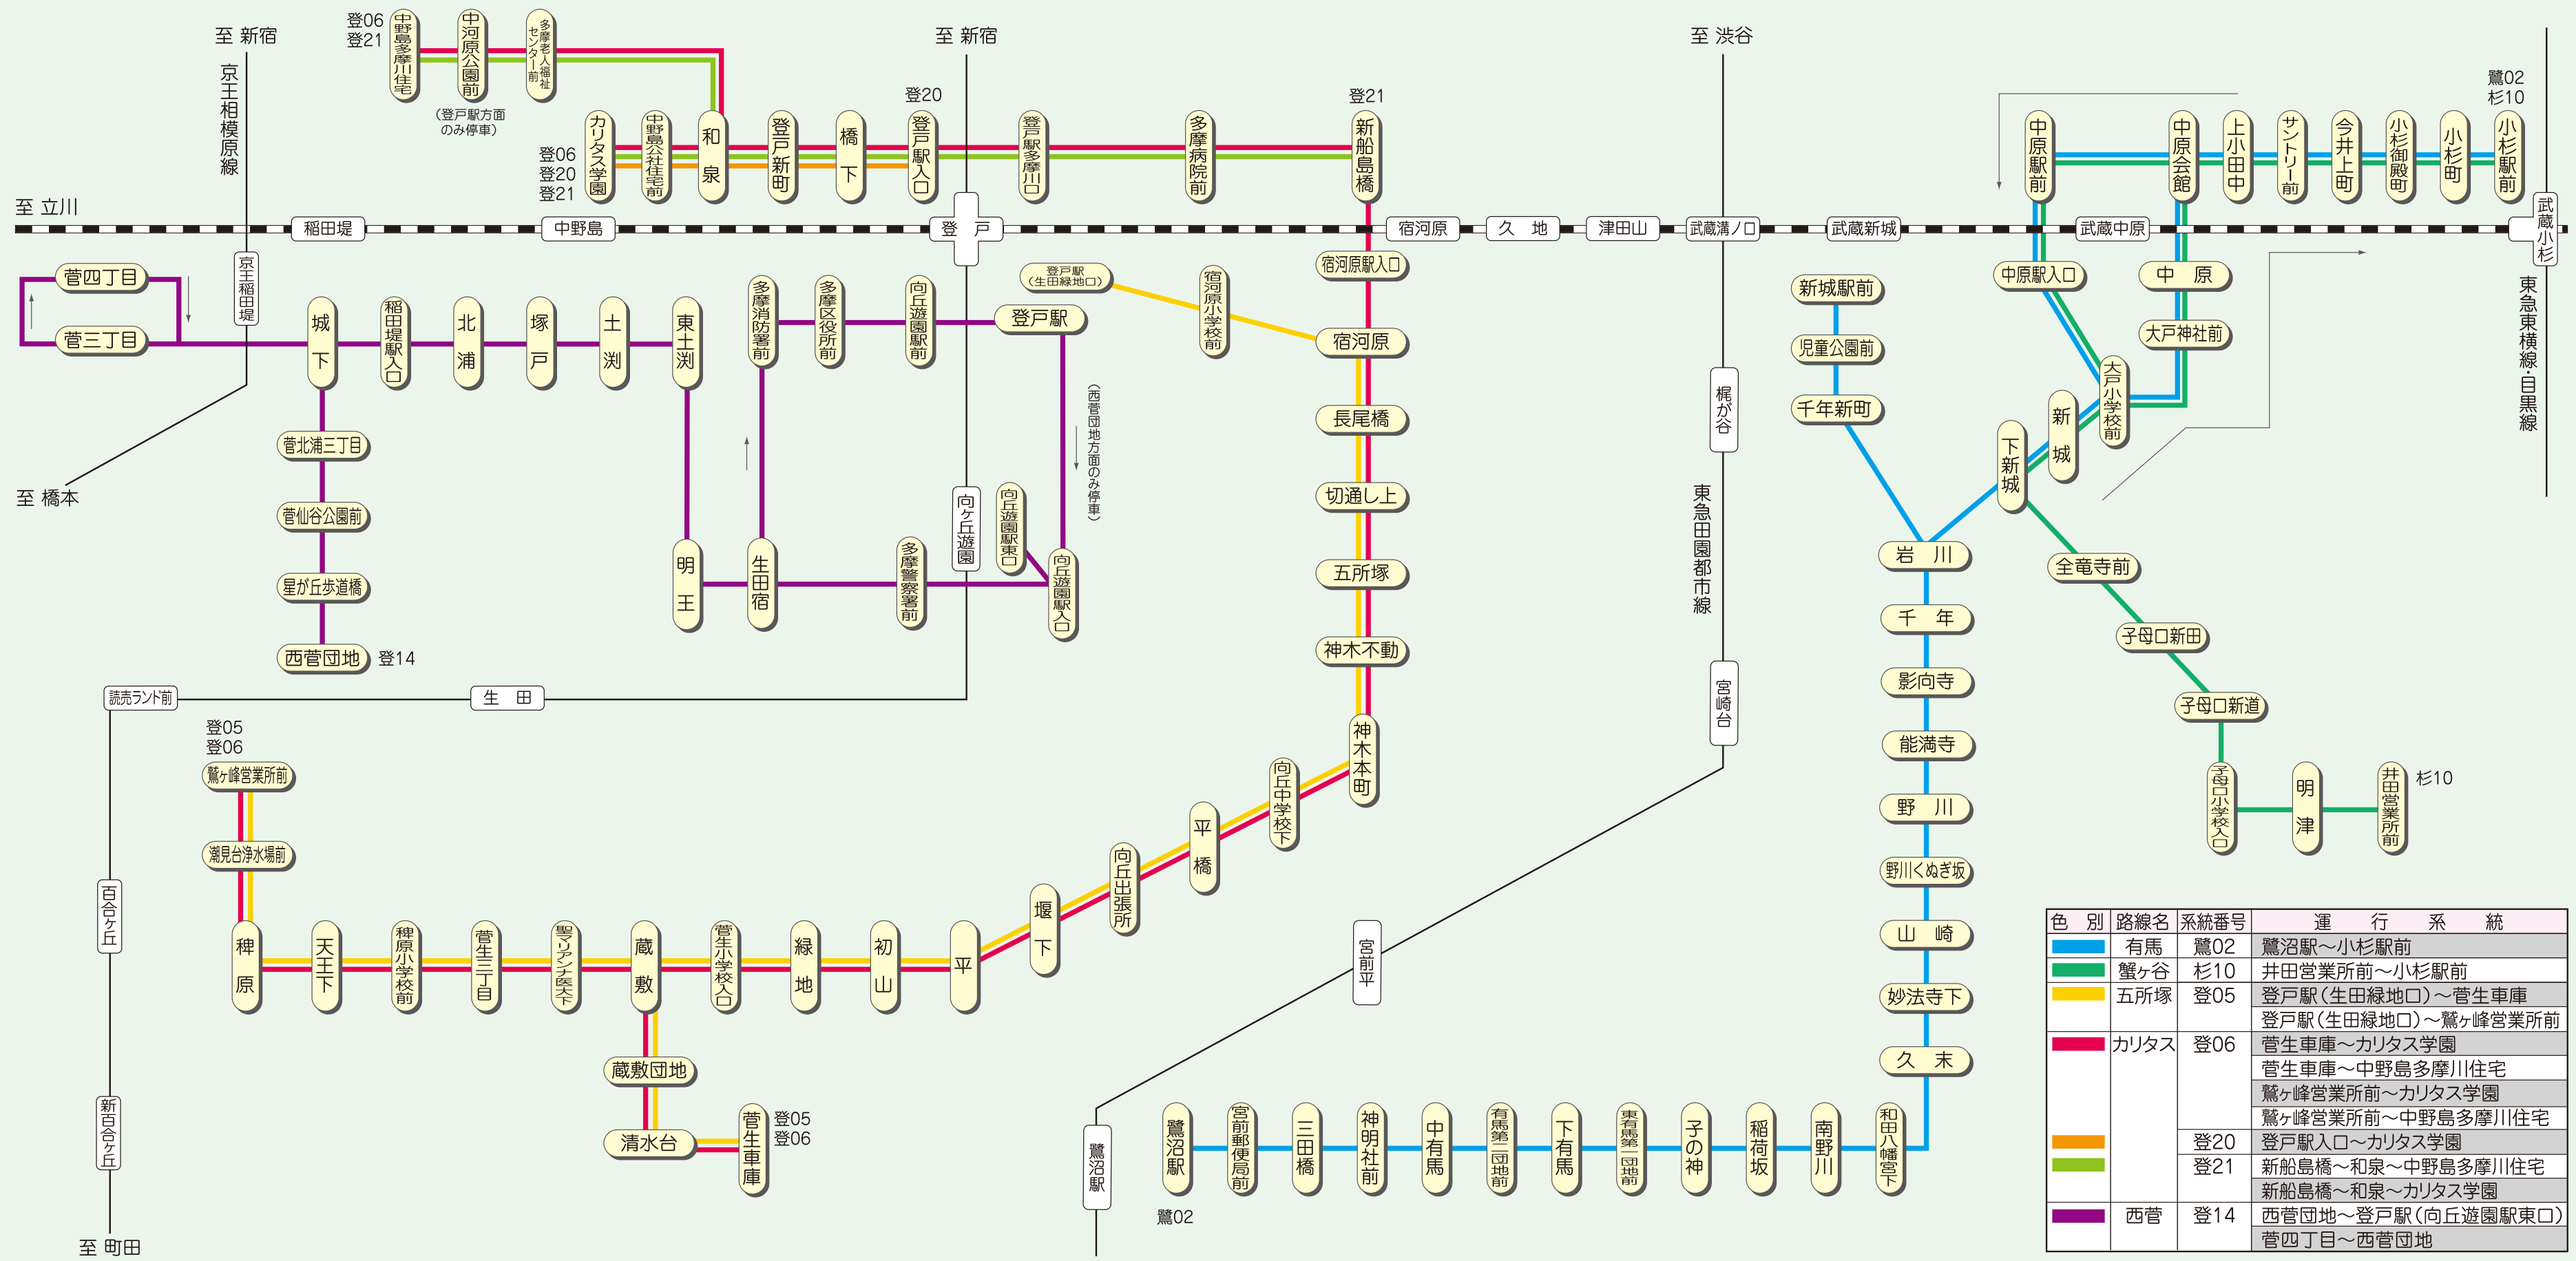 登06
登21
中野島多摩川住宅
中河原公園前
多摩老人福祉
センター前
(登戸駅方面
のみ停車)
至 新宿
京王相模原線
至 新宿
至 渋谷
登20
登21
鷺02
杉10
登06
登20
登21
カリタス学園
中野島公社住宅前
和泉
登戸新町
橋下
登戸駅入口
登戸駅多摩川口
多摩病院前
新船島橋
中原駅前
中原会館
上小田中
サントリー前
今井上町
小杉御殿町
小杉町
小杉駅前
至 立川
稲田堤
中野島
登戸
宿河原
久地
津田山
武蔵溝ノ口
武蔵新城
武蔵中原
武蔵小杉
京王稲田堤
菅四丁目
菅三丁目
城下
稲田堤駅入口
北浦
塚戸
土渕
東土渕
多摩消防署前
多摩区役所前
向丘遊園駅前
登戸駅
登戸駅
(生田緑地口)
宿河原小学校前
宿河原駅入口
宿河原
長尾橋
切通し上
五所塚
神木不動
神木本町
(西菅団地方面のみ停車)
至 橋本
菅北浦三丁目
菅仙谷公園前
星が丘歩道橋
西菅団地
登14
明王
生田宿
多摩警察署前
向ヶ丘遊園
向丘遊園駅東口
向丘遊園駅入口
梶が谷
東急田園都市線
宮崎台
新城駅前
児童公園前
千年新町
中原駅入口
中原
大戸神社前
大戸小学校前
新城
下新城
東急東横線・目黒線
岩川
千年
影向寺
能満寺
野川
野川くぬぎ坂
山崎
妙法寺下
久末
全竜寺前
子母口新田
子母口新道
子母口小学校入口
明津
井田営業所前
杉10
読売ランド前
生田
登05
登06
鷲ヶ峰営業所前
潮見台浄水場前
稗原
天王下
稗原小学校前
菅生三丁目
聖マリアンナ医大下
蔵敷
菅生小学校入口
緑地
初山
平
堰下
向丘出張所
平橋
向丘中学校下
蔵敷団地
清水台
菅生車庫
登05
登06
百合ヶ丘
新百合ヶ丘
至 町田
宮前平
鷺沼駅
鷺沼駅
宮前郵便局前
三田橋
神明社前
中有馬
有馬第二団地前
下有馬
東有馬第一団地前
子の神
稲荷坂
南野川
和田八幡宮下
鷺02
色別 路線名 系統番号 運行系統
有馬 鷺02 鷺沼駅～小杉駅前
蟹ヶ谷 杉10 井田営業所前～小杉駅前
五所塚 登05 登戸駅(生田緑地口)～菅生車庫
登戸駅(生田緑地口)～鷲ヶ峰営業所前
カリタス 登06 菅生車庫～カリタス学園
菅生車庫～中野島多摩川住宅
鷲ヶ峰営業所前～カリタス学園
鷲ヶ峰営業所前～中野島多摩川住宅
登20 登戸駅入口～カリタス学園
登21 新船島橋～和泉～中野島多摩川住宅
新船島橋～和泉～カリタス学園
西菅 登14 西菅団地～登戸駅(向丘遊園駅東口)
菅四丁目～西菅団地